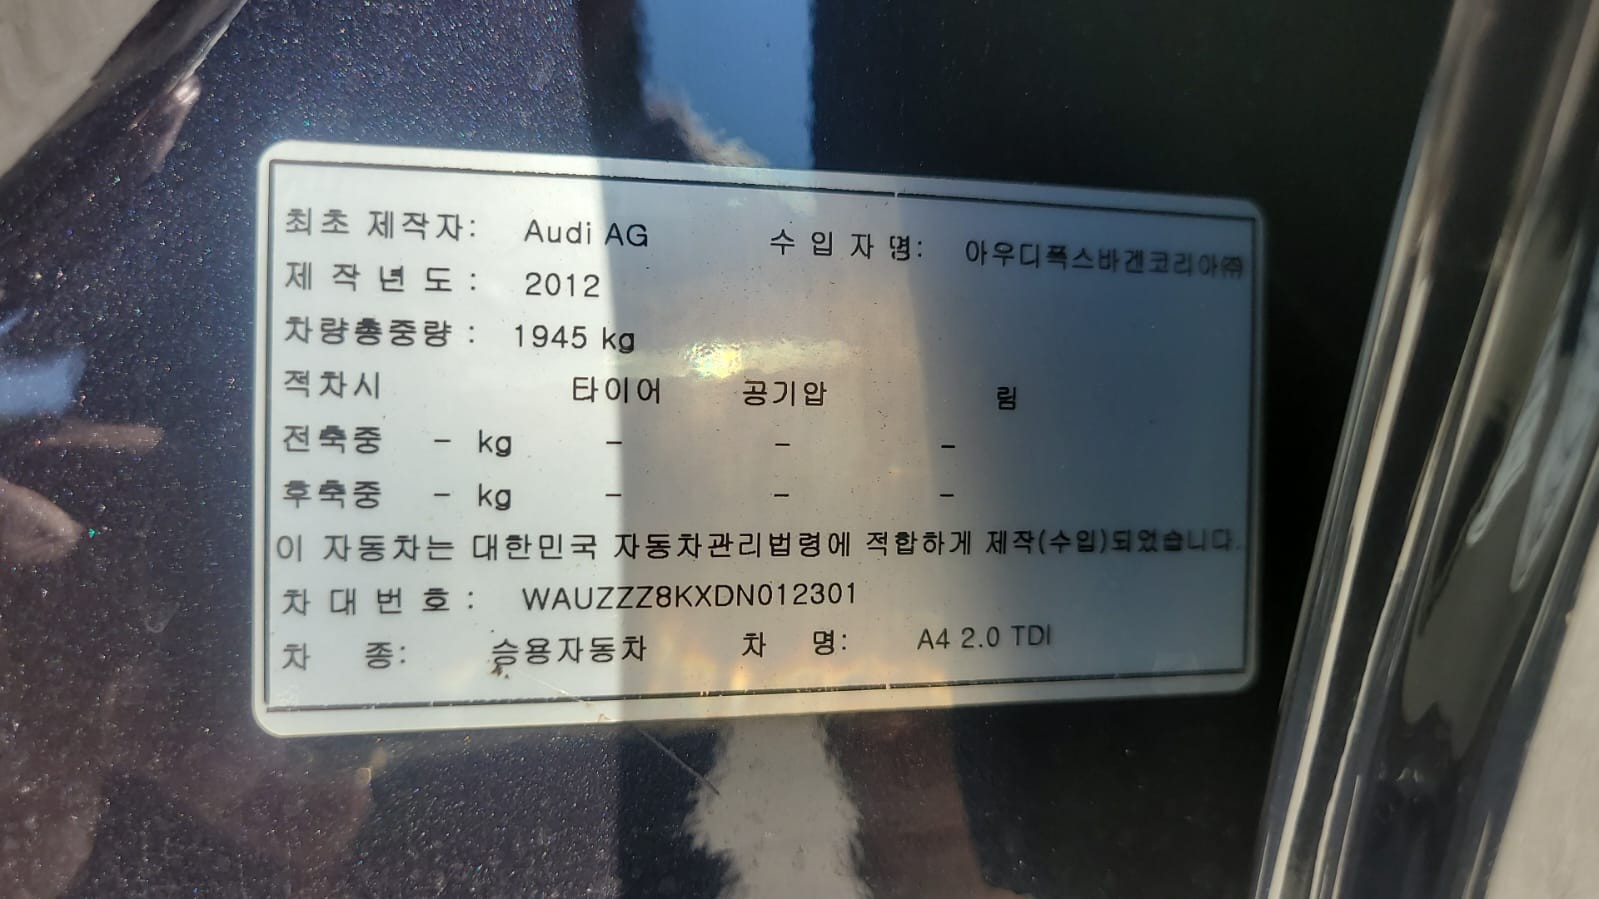 최초 제작자: Audi AG 수 입 자 명: 아우디폭스바겐코리아㈜
제 작 년 도 : 2012
차량총중량 : 1945 kg
적차시 타이어 공기압 림
전축중 - kg - - -
후축중 - kg - - -
이 자동차는 대한민국 자동차관리법령에 적합하게 제작(수입)되었습니다.
차 대 번 호 : WAUZZZ8KXDN012301
차 종: 승용자동차 차 명: A4 2.0 TDI